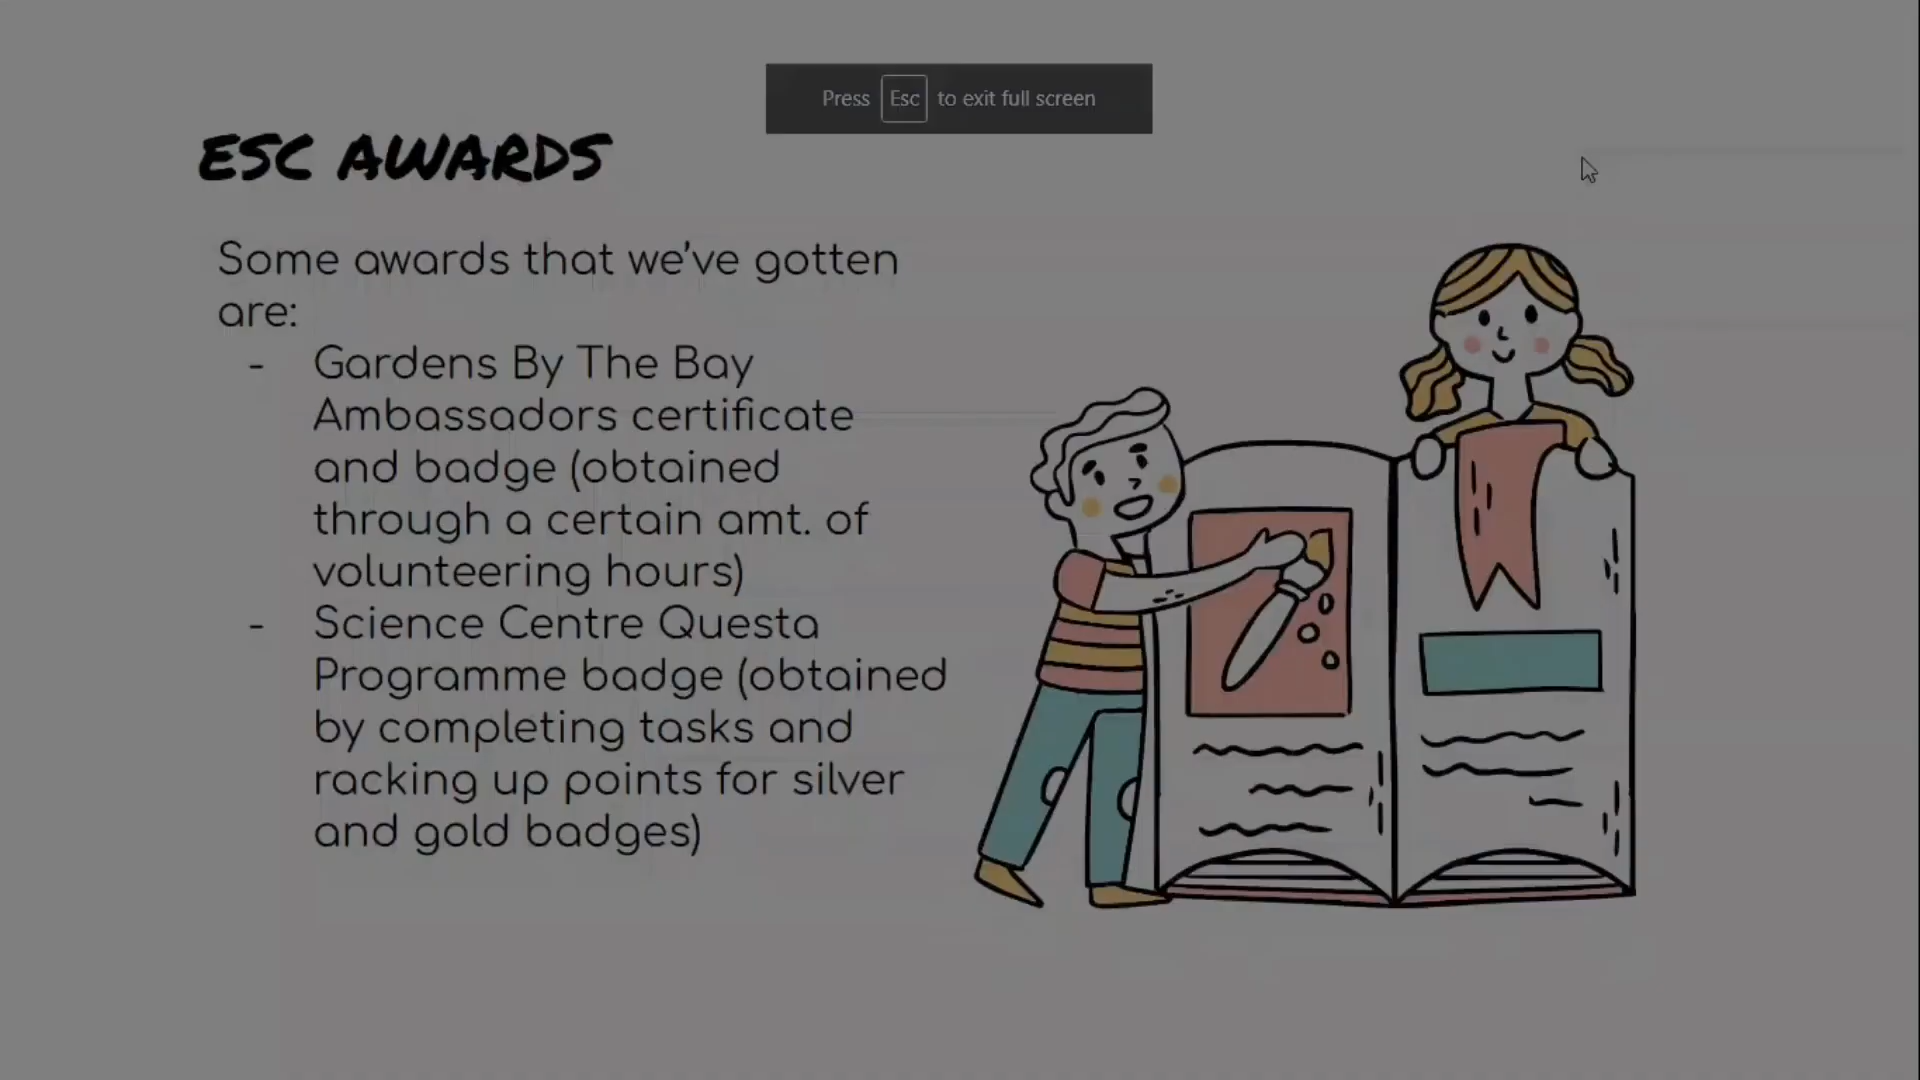 Press Esc to exit full screen
ESC AWARDS
Some awards that we've gotten
are:
- Gardens By The Bay
Ambassadors certificate
and badge (obtained
through a certain amt. of
volunteering hours)
- Science Centre Questa
Programme badge (obtained
by completing tasks and
racking up points for silver
and gold badges)